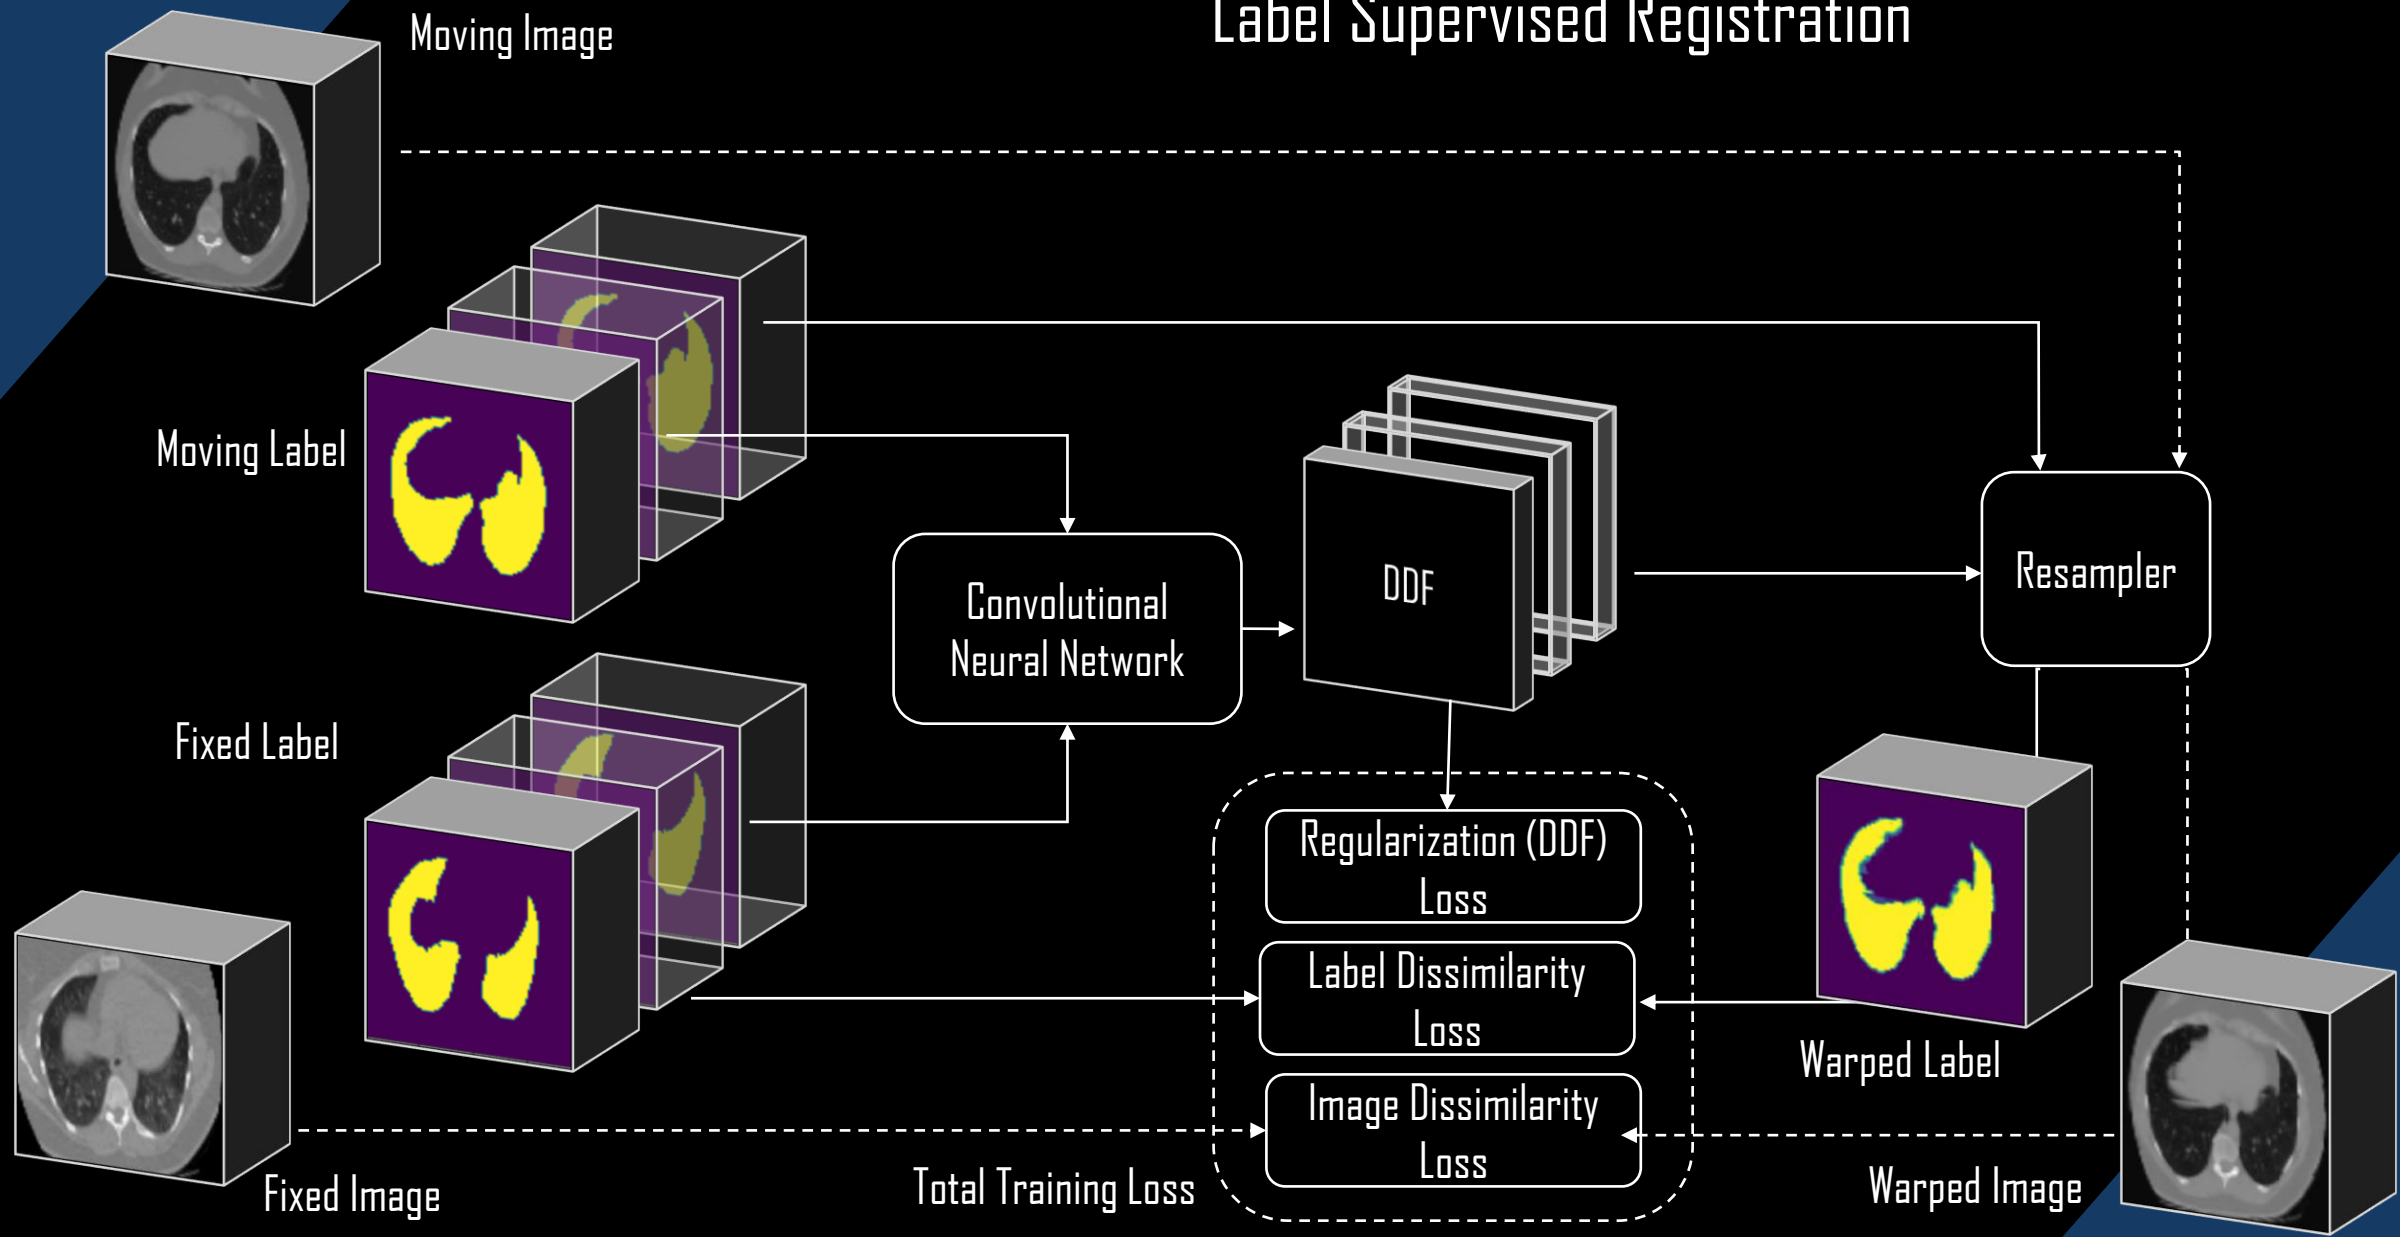 Label Supervised Registration
Moving Image
Moving Label
Fixed Label
Fixed Image
Convolutional
Neural Network
DDF
Resampler
Regularization (DDF)
Loss
Label Dissimilarity
Loss
Image Dissimilarity
Loss
Total Training Loss
Warped Label
Warped Image